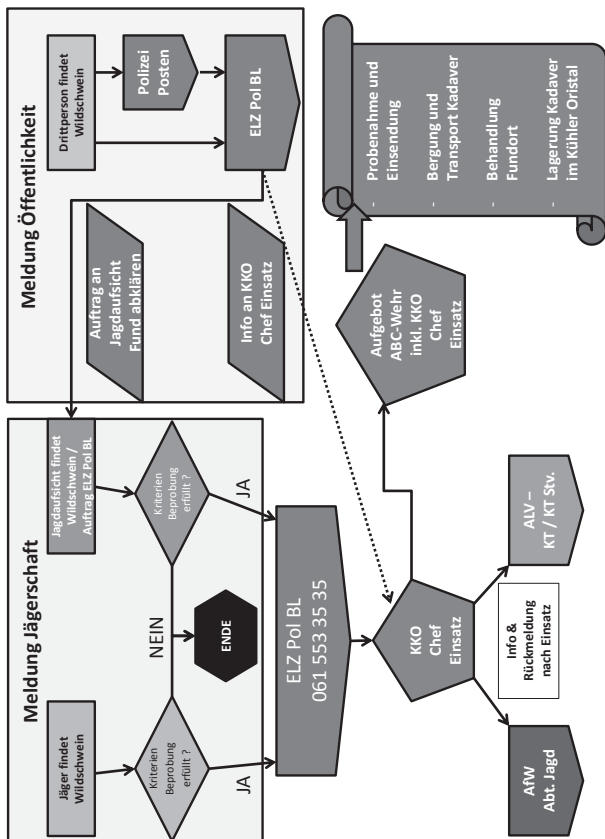 Meldung Jägerschaft
Jäger findet
Wildschwein
Jagdaufsicht findet
Wildschwein /
Auftrag ELZ Pol BL
Kriterien
Beprobung
erfüllt ?
NEIN
Kriterien
Beprobung
erfüllt ?
ENDE
JA
JA
Meldung Öffentlichkeit
Drittperson findet
Wildschwein
Polizei
Posten
ELZ Pol BL
Auftrag an
Jagdaufsicht
Fund abklären
Info an KKO
Chef Einsatz
ELZ Pol BL
061 553 35 35
KKO
Chef
Einsatz
Aufgebot
ABC-Wehr
inkl. KKO
Chef
Einsatz
- Probenahme und
Einsendung
- Bergung und
Transport Kadaver
- Behandlung
Fundort
- Lagerung Kadaver
im Kühler Oristal
AfW
Abt. Jagd
Info &
Rückmeldung
nach Einsatz
ALV –
KT / KT Stv.